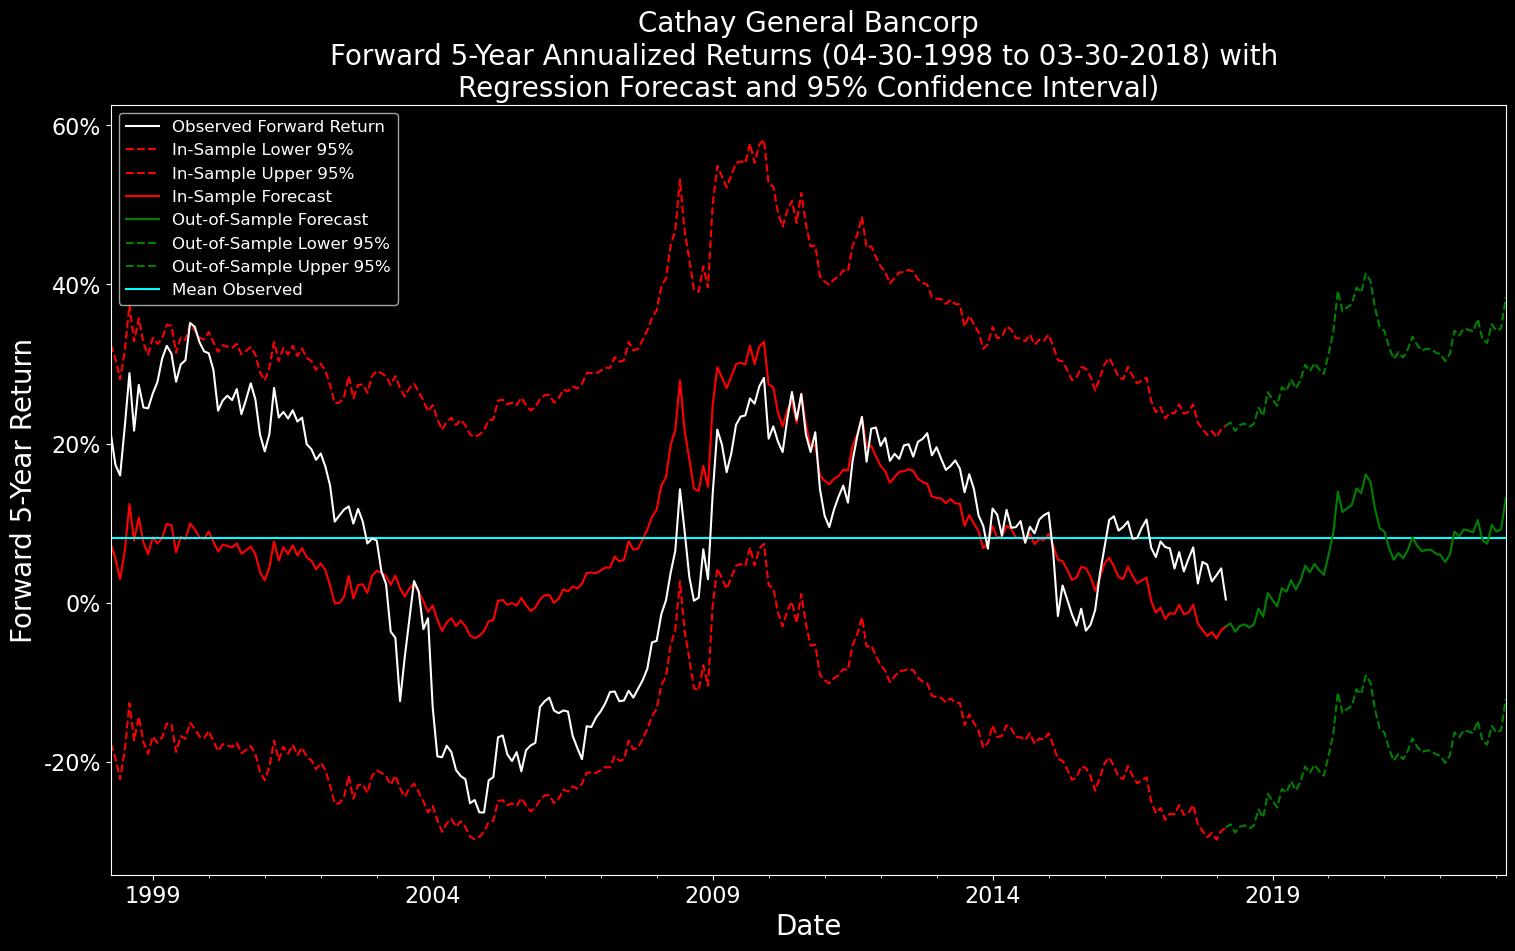 Cathay General Bancorp
Forward 5-Year Annualized Returns (04-30-1998 to 03-30-2018) with
Regression Forecast and 95% Confidence Interval)
Observed Forward Return
In-Sample Lower 95%
In-Sample Upper 95%
In-Sample Forecast
Out-of-Sample Forecast
Out-of-Sample Lower 95%
Out-of-Sample Upper 95%
Mean Observed
Forward 5-Year Return
60%
40%
20%
0%
-20%
1999
2004
2009
2014
2019
Date